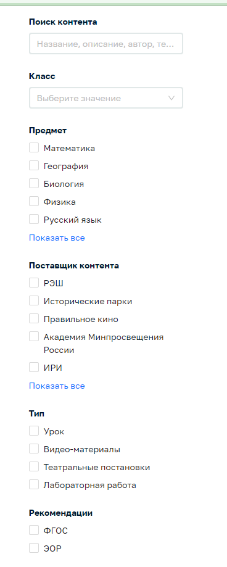 Поиск контента
Название, описание, автор, те...
Класс
Выберите значение
Предмет
Математика
География
Биология
Физика
Русский язык
Показать все
Поставщик контента
РЭШ
Исторические парки
Правильное кино
Академия Минпросвещения
России
ИРИ
Показать все
Тип
Урок
Видео-материалы
Театральные постановки
Лабораторная работа
Рекомендации
ФГОС
ЭОР